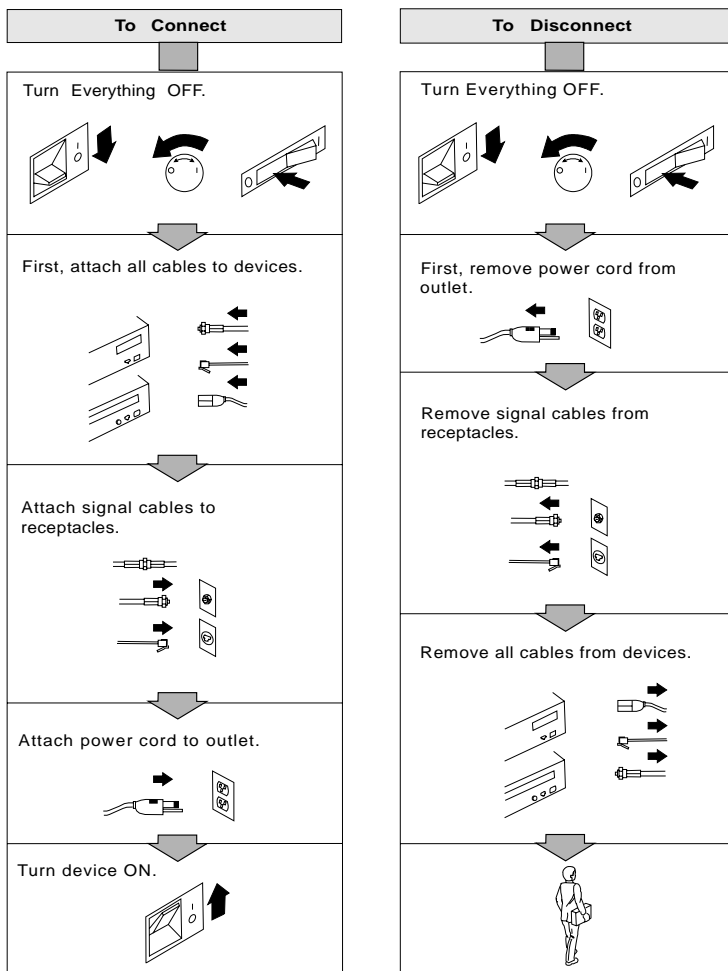 To Connect
Turn Everything OFF.
First, attach all cables to devices.
Attach signal cables to
receptacles.
Attach power cord to outlet.
Turn device ON.
To Disconnect
Turn Everything OFF.
First, remove power cord from
outlet.
Remove signal cables from
receptacles.
Remove all cables from devices.